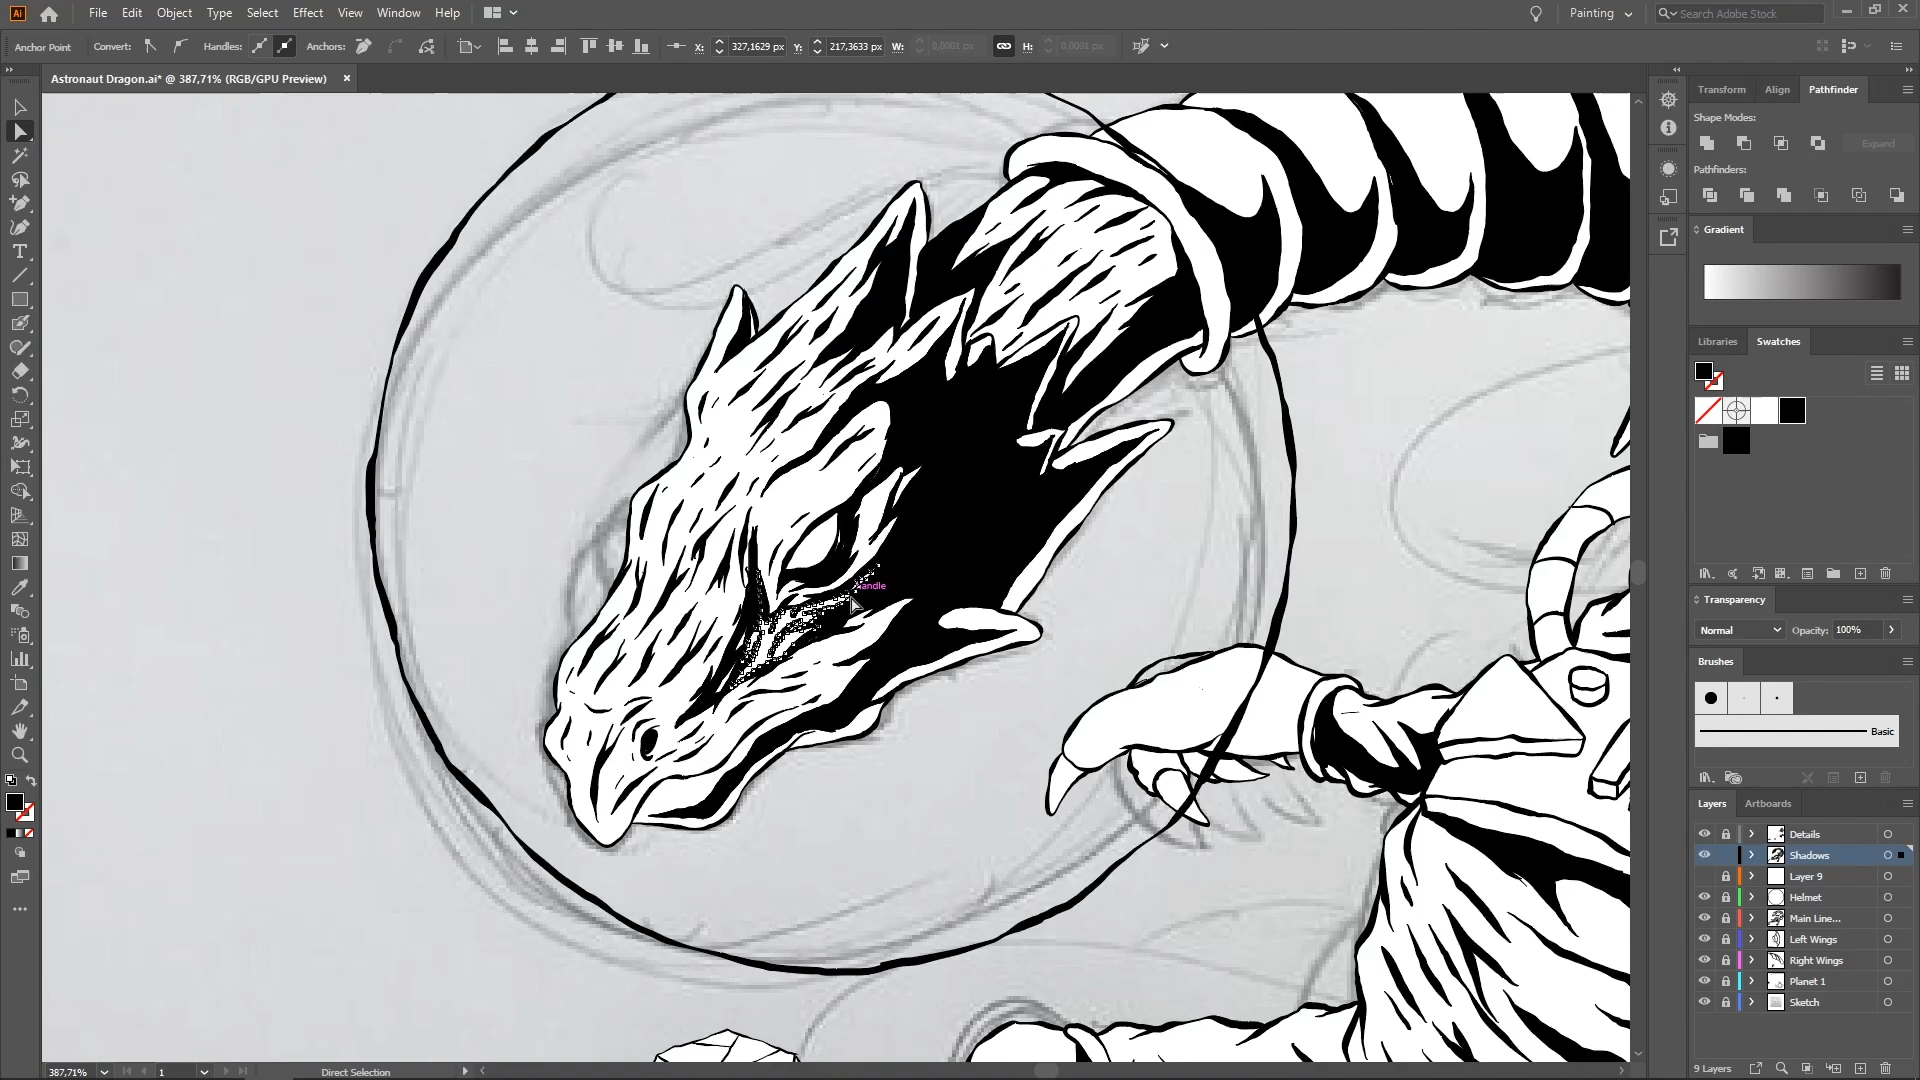 Ai File Edit Object Type Select Effect View Window Help Painting Search Adobe Stock
Anchor Point Convert: Handles: Anchors: X: 327,1629 px Y: 217,3633 px W: 0,0001 px H: 0,0001 px
Astronaut Dragon.ai* @ 387,71% (RGB/GPU Preview)
Transform Align Pathfinder
Shape Modes:
Expand
Pathfinders:
Gradient
Libraries Swatches
handle
Transparency
Normal Opacity: 100%
Brushes
Basic
Layers Artboards
Details
Shadows
Layer 9
Helmet
Main Line...
Left Wings
Right Wings
Planet 1
Sketch
9 Layers
387,71% 1 Direct Selection